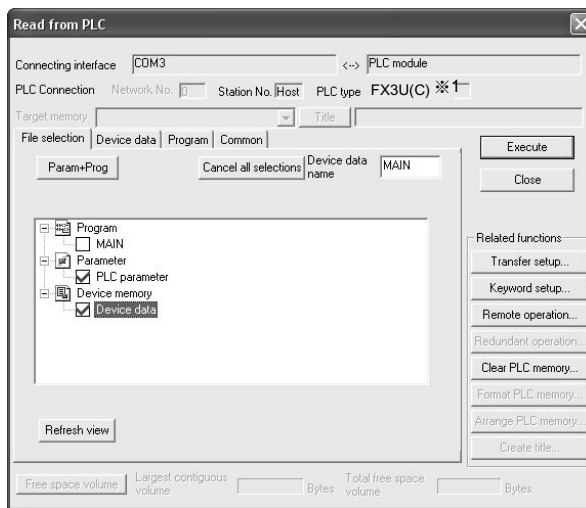 Read from PLC
Connecting interface COM3 <--> PLC module
PLC Connection Network No. 0 Station No. Host PLC type FX3U(C) ※1
Target memory Title
File selection Device data Program Common
Execute
Param+Prog Cancel all selections Device data name MAIN
Close
Program
MAIN
Parameter
PLC parameter
Device memory
Device data
Related functions
Transfer setup...
Keyword setup...
Remote operation...
Redundant operation...
Clear PLC memory...
Format PLC memory...
Arrange PLC memory...
Create title...
Refresh view
Free space volume Largest contiguous volume Bytes Total free space volume Bytes